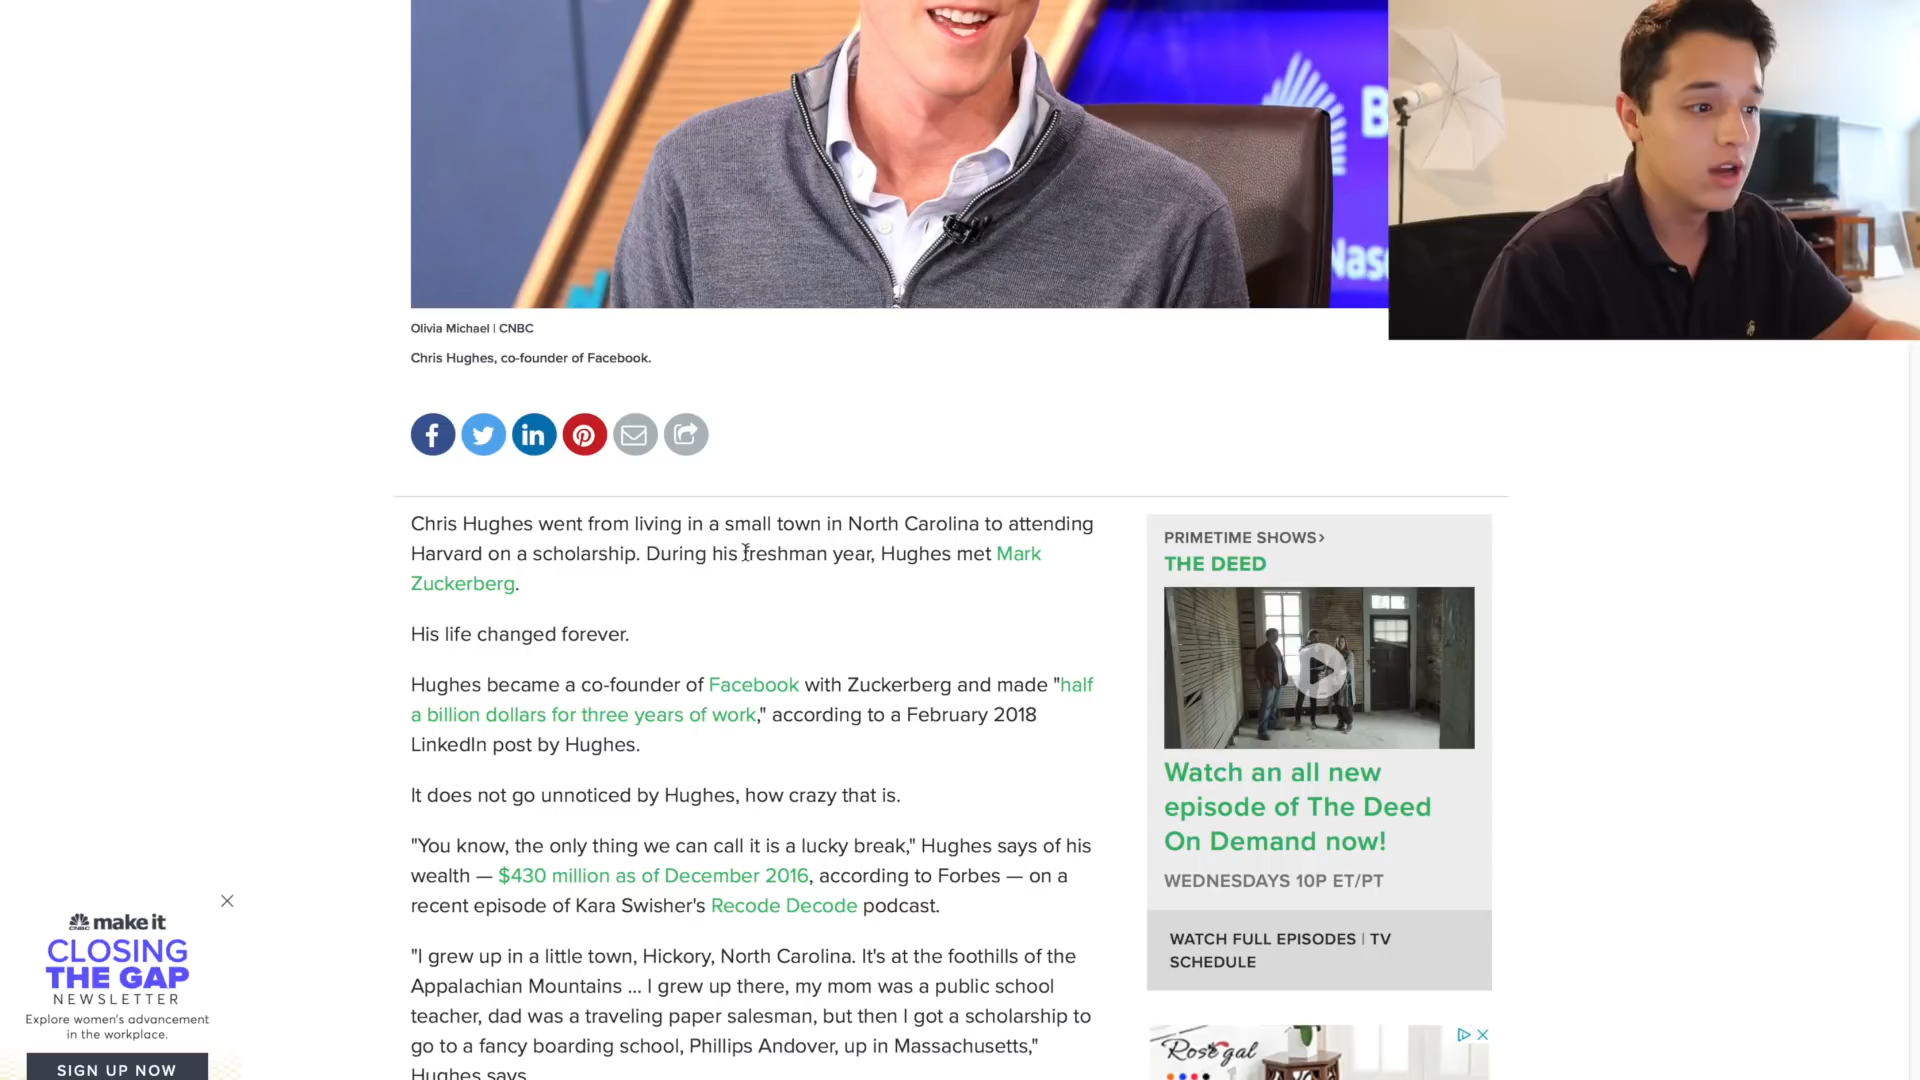 B
Nas
Olivia Michael | CNBC
Chris Hughes, co-founder of Facebook.
Chris Hughes went from living in a small town in North Carolina to attending
Harvard on a scholarship. During his freshman year, Hughes met Mark
Zuckerberg.
His life changed forever.
Hughes became a co-founder of Facebook with Zuckerberg and made "half
a billion dollars for three years of work," according to a February 2018
LinkedIn post by Hughes.
It does not go unnoticed by Hughes, how crazy that is.
"You know, the only thing we can call it is a lucky break," Hughes says of his
wealth — $430 million as of December 2016, according to Forbes — on a
recent episode of Kara Swisher's Recode Decode podcast.
"I grew up in a little town, Hickory, North Carolina. It's at the foothills of the
Appalachian Mountains ... I grew up there, my mom was a public school
teacher, dad was a traveling paper salesman, but then I got a scholarship to
go to a fancy boarding school, Phillips Andover, up in Massachusetts,"
Hughes says.
PRIMETIME SHOWS›
THE DEED
Watch an all new
episode of The Deed
On Demand now!
WEDNESDAYS 10P ET/PT
WATCH FULL EPISODES | TV
SCHEDULE
Rosegal
CNBC make it
CLOSING
THE GAP
NEWSLETTER
Explore women's advancement
in the workplace.
SIGN UP NOW